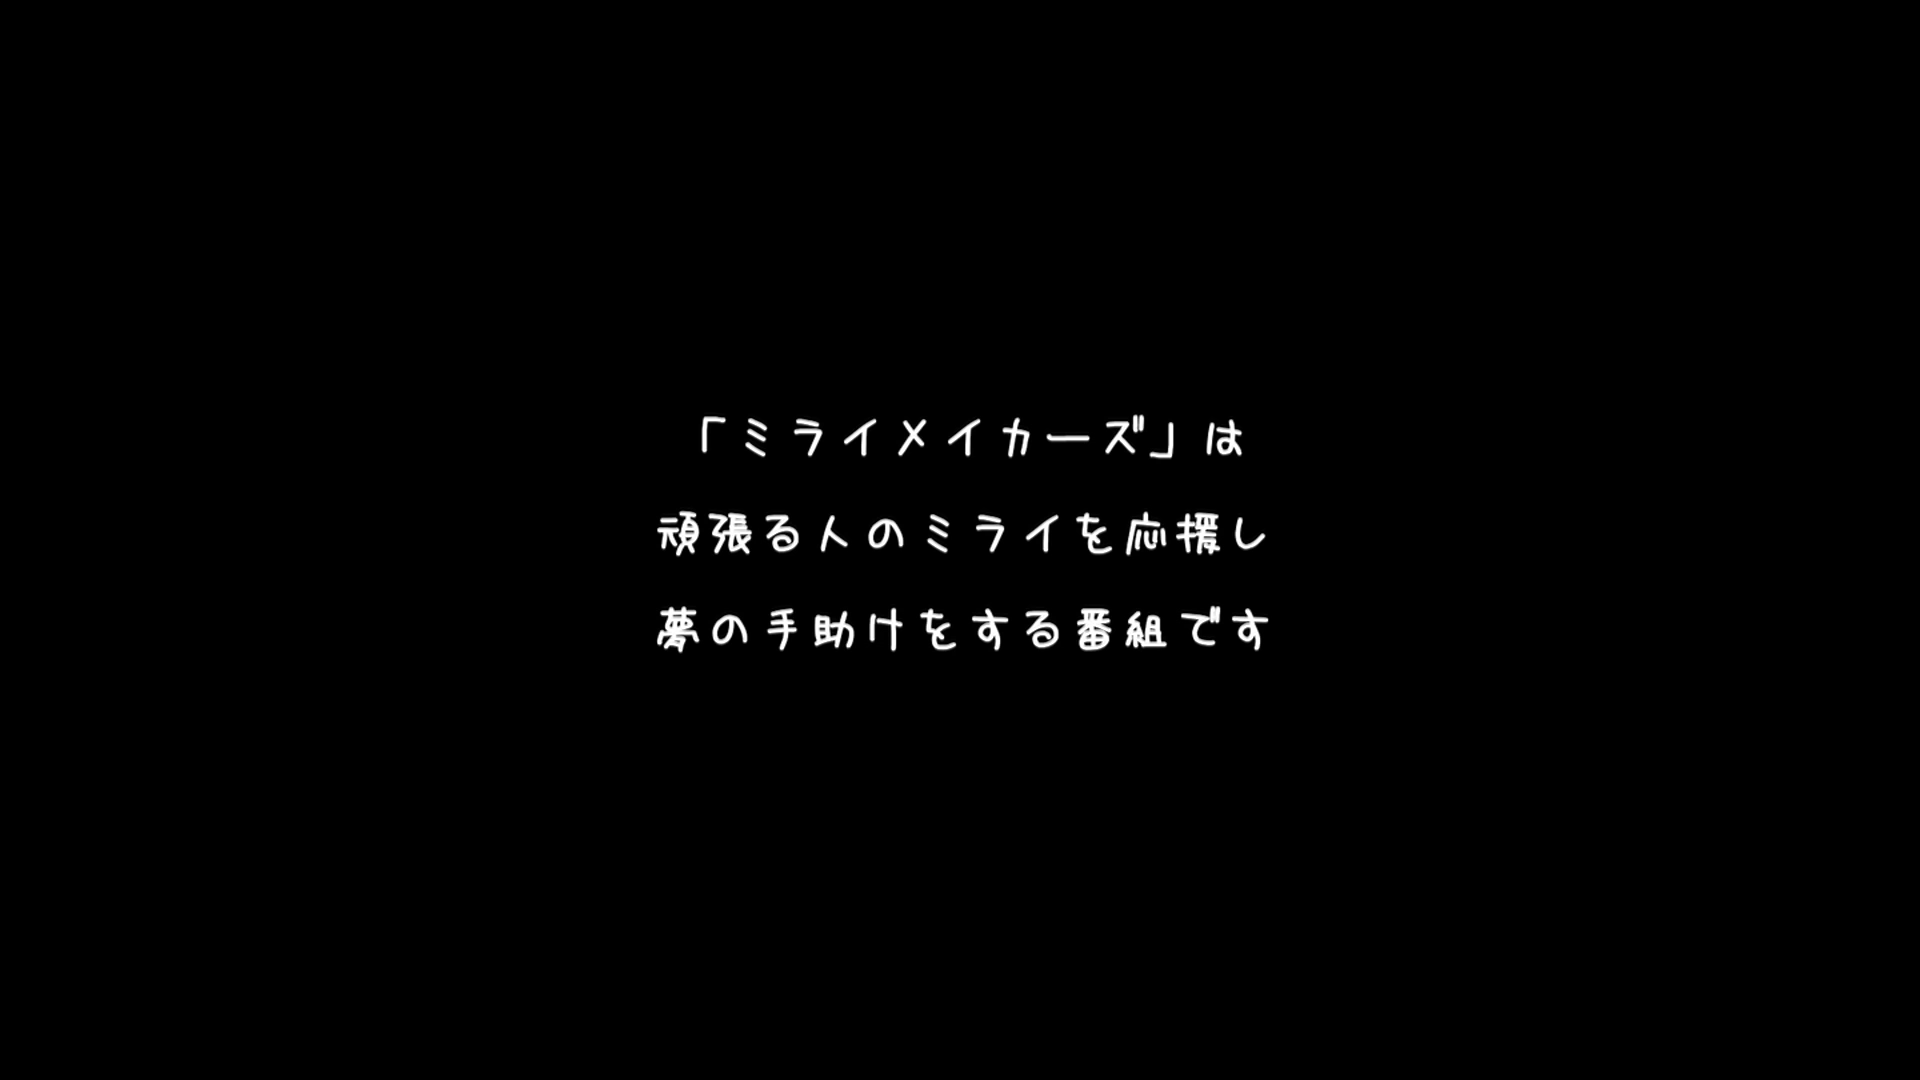 「ミライメイカーズ」は
頑張る人のミライを応援し
夢の手助けをする番組です